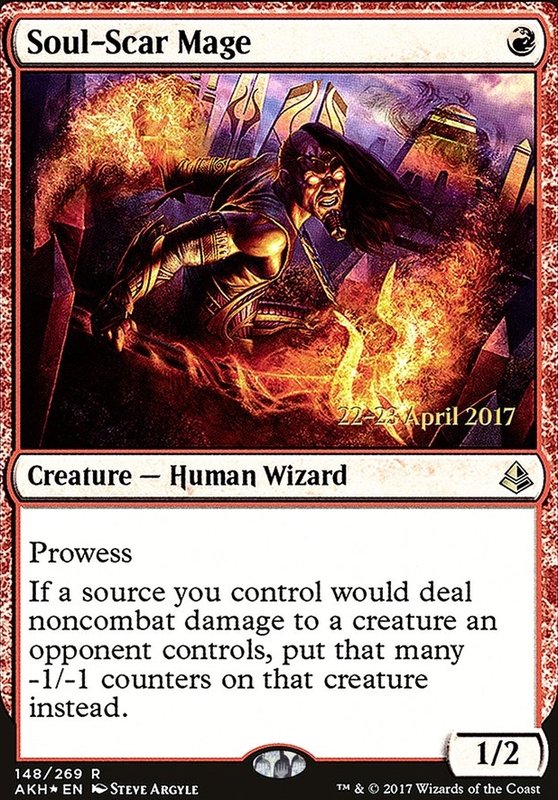 Soul-Scar Mage
22–23 April 2017
Creature — Human Wizard
Prowess
If a source you control would deal
noncombat damage to a creature an
opponent controls, put that many
-1/-1 counters on that creature
instead.
1/2
148/269 R
AKH★EN Steve Argyle
™ & © 2017 Wizards of the Coast